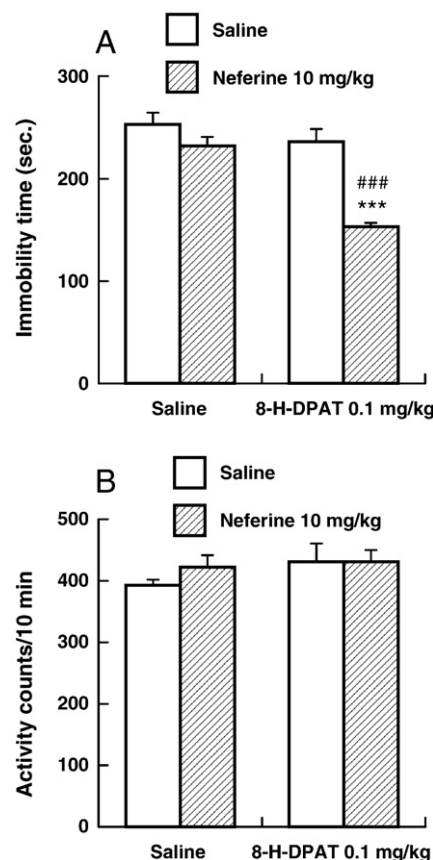 A
Saline
Neferine 10 mg/kg
Immobility time (sec.)
300
200
100
0
###
***
Saline
8-H-DPAT 0.1 mg/kg
B
Saline
Neferine 10 mg/kg
Activity counts/10 min
500
400
300
200
100
0
Saline
8-H-DPAT 0.1 mg/kg